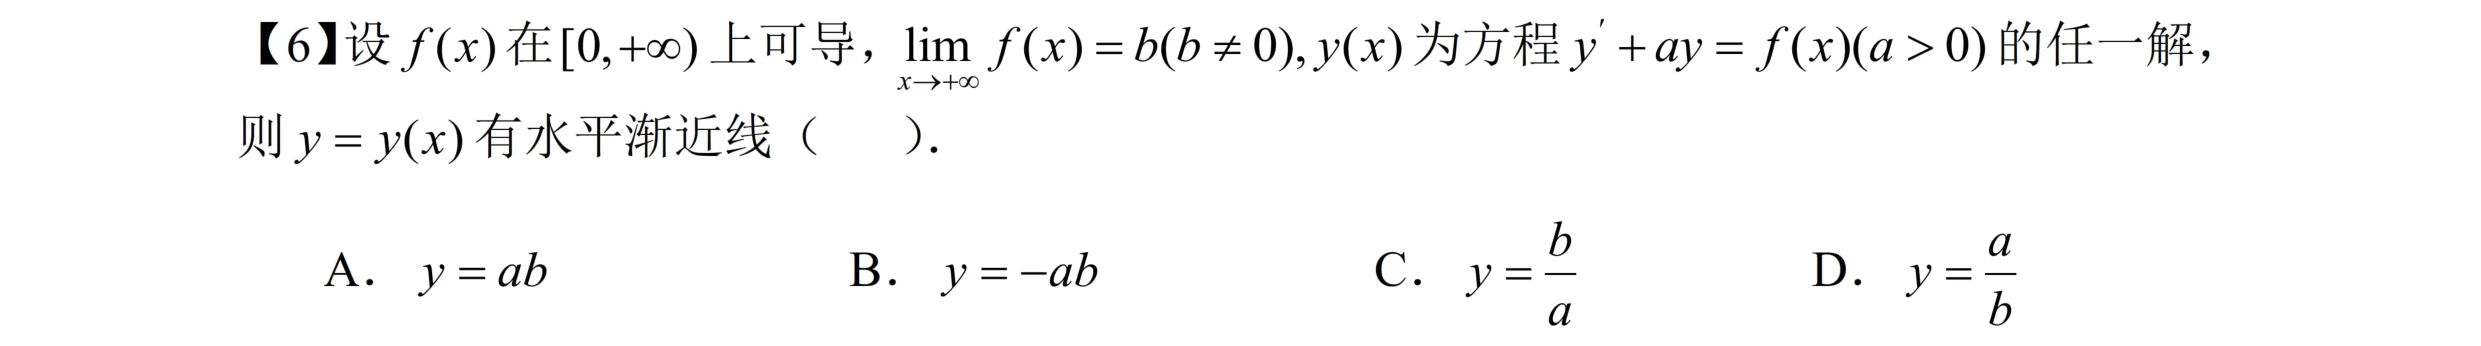 【6】设 f(x) 在[0,+∞) 上可导，lim_{x→+∞} f(x) = b(b ≠ 0), y(x) 为方程 y′ + ay = f(x)(a > 0) 的任一解，
则 y = y(x) 有水平渐近线（　　）.
A. y = ab　B. y = −ab　C. y = b/a　D. y = a/b